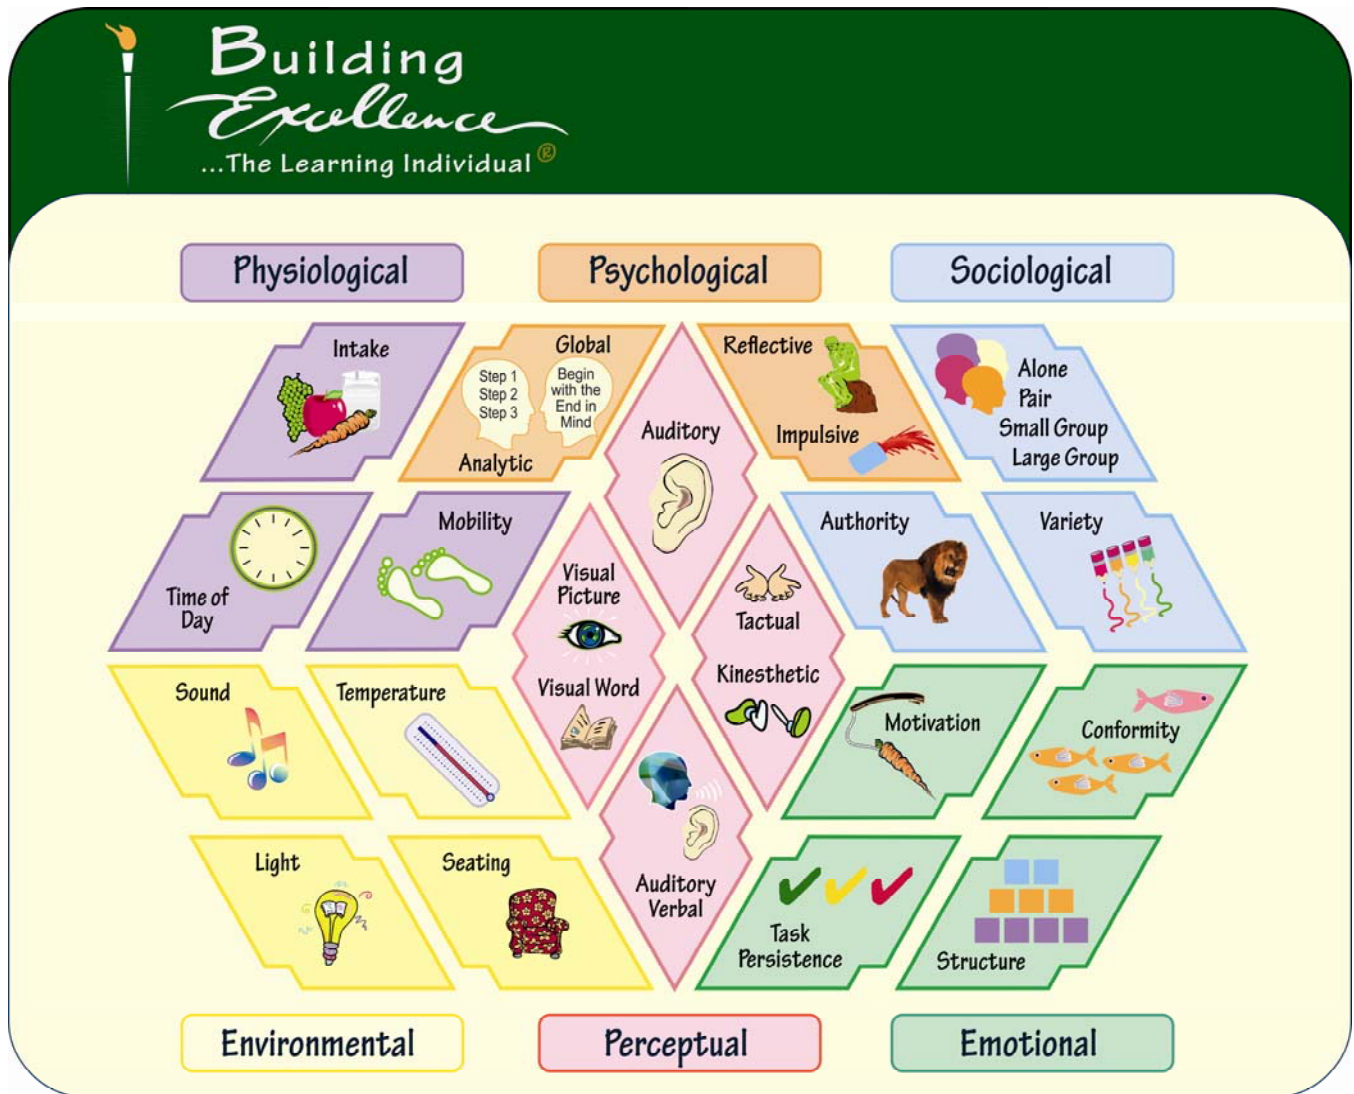 Building
Excellence
...The Learning Individual ®
Physiological
Psychological
Sociological
Intake
Global
Step 1
Step 2
Step 3
Begin
with the
End in
Mind
Analytic
Auditory
Reflective
Impulsive
Alone
Pair
Small Group
Large Group
Time of
Day
Mobility
Visual
Picture
Visual Word
Tactual
Kinesthetic
Authority
Variety
Sound
Temperature
Motivation
Conformity
Light
Seating
Auditory
Verbal
Task
Persistence
Structure
Environmental
Perceptual
Emotional